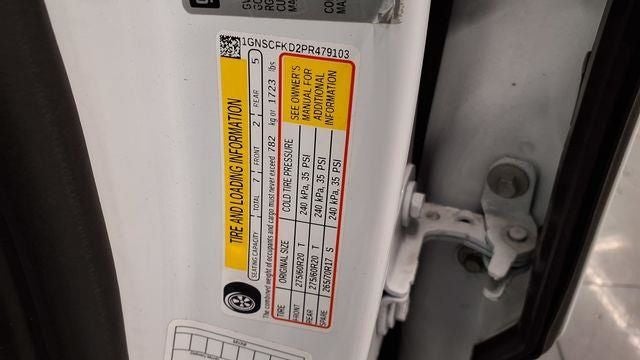 1GNSCFKD2PR479103
TIRE AND LOADING INFORMATION
SEATING CAPACITY TOTAL 7 FRONT 2 REAR 5
The combined weight of occupants and cargo must never exceed 782 kg or 1723 lbs
TIRE ORIGINAL SIZE COLD TIRE PRESSURE
FRONT 275/60R20 T 240 kPa, 35 PSI
REAR 275/60R20 T 240 kPa, 35 PSI
SPARE 265/70R17 S 240 kPa, 35 PSI
SEE OWNER'S
MANUAL FOR
ADDITIONAL
INFORMATION